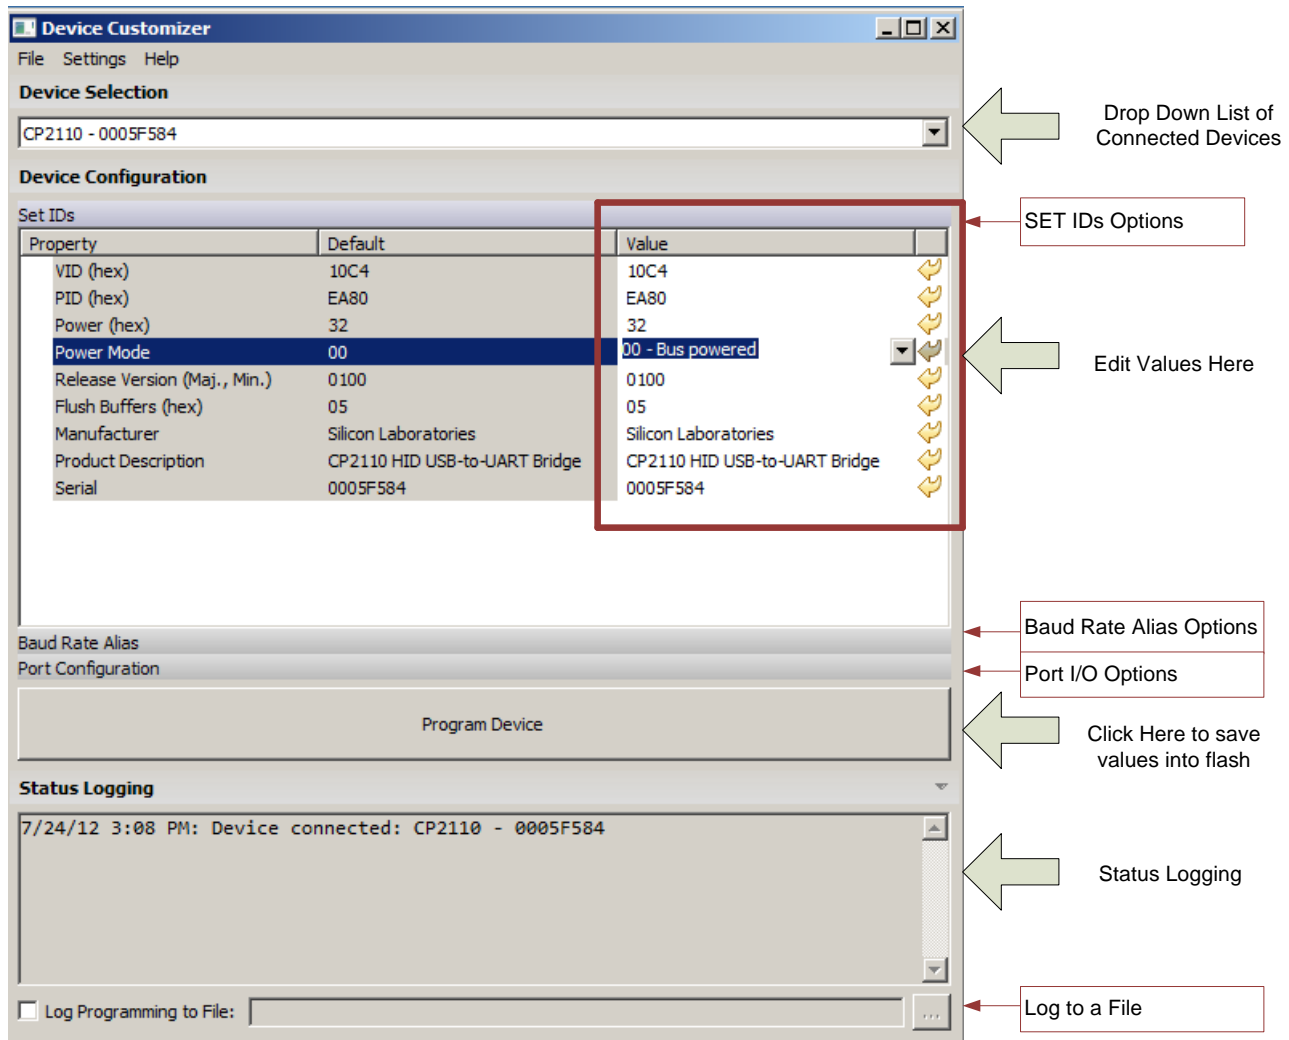 Device Customizer
File Settings Help
Device Selection
CP2110 - 0005F584
Drop Down List of
Connected Devices
Device Configuration
Set IDs
SET IDs Options
Property Default Value
VID (hex) 10C4 10C4
PID (hex) EA80 EA80
Power (hex) 32 32
Power Mode 00 00 - Bus powered
Edit Values Here
Release Version (Maj., Min.) 0100 0100
Flush Buffers (hex) 05 05
Manufacturer Silicon Laboratories Silicon Laboratories
Product Description CP2110 HID USB-to-UART Bridge CP2110 HID USB-to-UART Bridge
Serial 0005F584 0005F584
Baud Rate Alias
Baud Rate Alias Options
Port Configuration
Port I/O Options
Program Device
Click Here to save
values into flash
Status Logging
7/24/12 3:08 PM: Device connected: CP2110 - 0005F584
Status Logging
Log Programming to File: ...
Log to a File